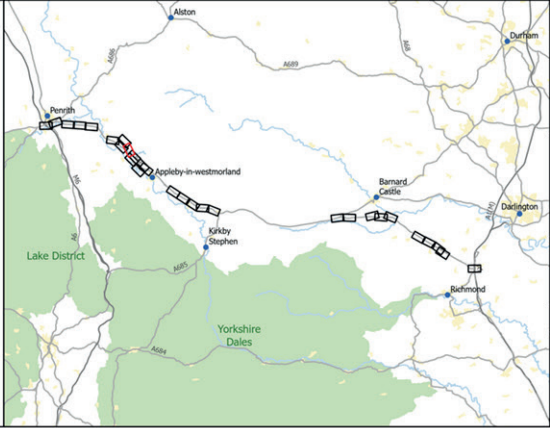 Alston
Durham
A686
A68
A689
Penrith
Appleby-in-westmorland
Barnard
Castle
Darlington
A1(M)
M6
A6
Kirkby
Stephen
Lake District
A685
Richmond
Yorkshire
Dales
A684